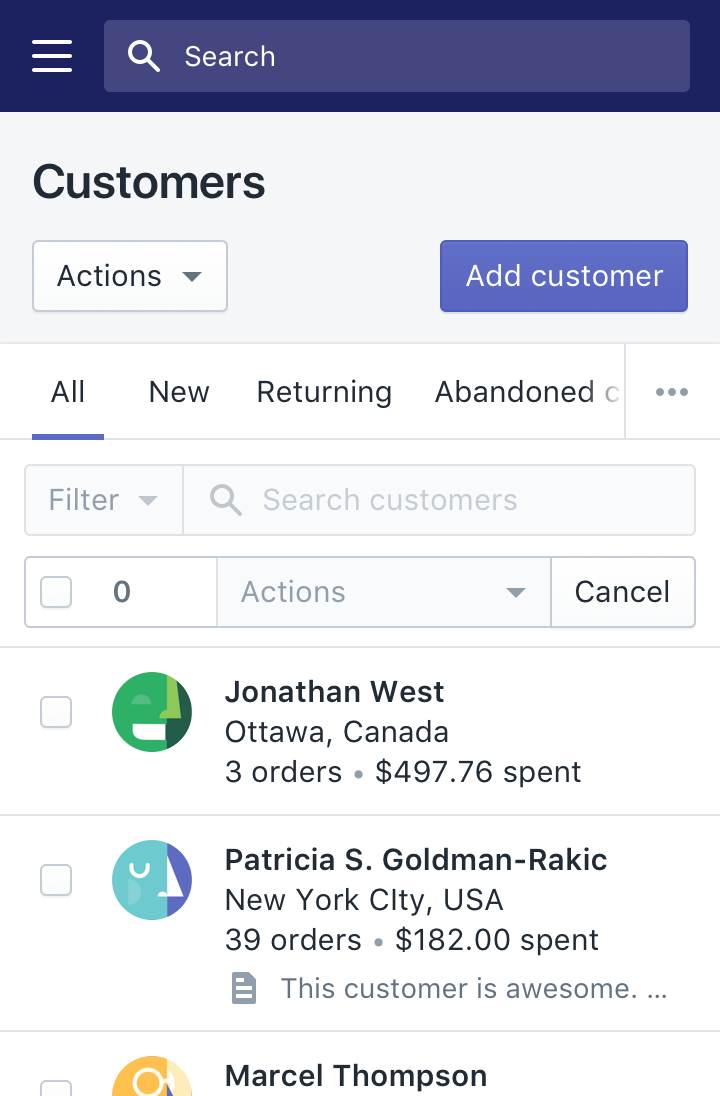 Search
Customers
Actions
Add customer
All New Returning Abandoned c
Filter Search customers
0 Actions Cancel
Jonathan West
Ottawa, Canada
3 orders • $497.76 spent
Patricia S. Goldman-Rakic
New York CIty, USA
39 orders • $182.00 spent
This customer is awesome. ...
Marcel Thompson